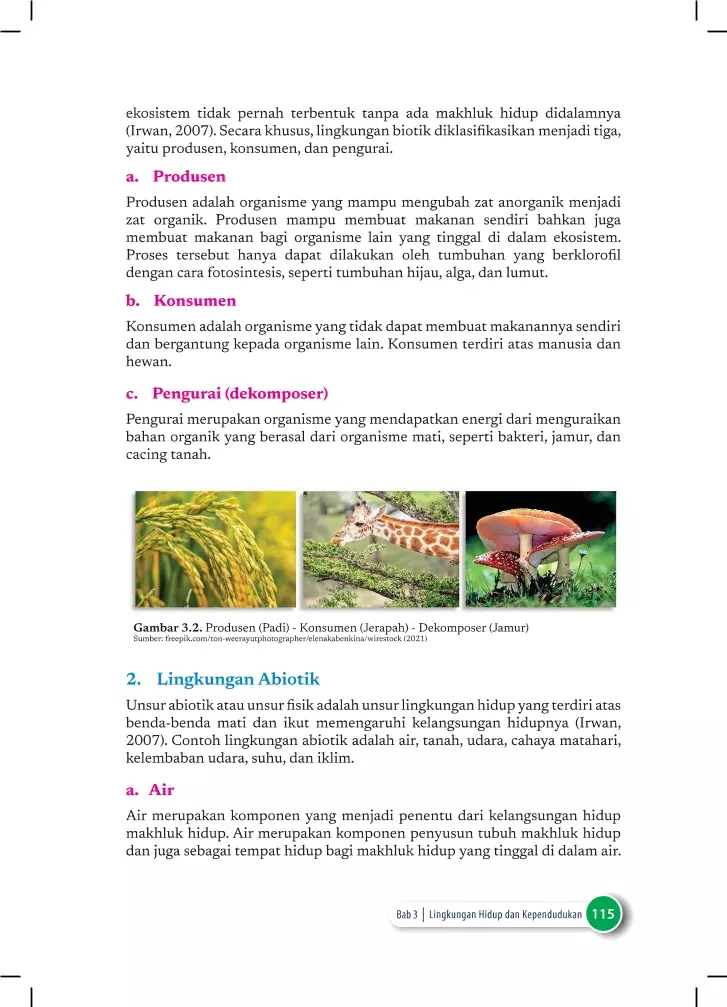 ekosistem tidak pernah terbentuk tanpa ada makhluk hidup didalamnya
(Irwan, 2007). Secara khusus, lingkungan biotik diklasifikasikan menjadi tiga,
yaitu produsen, konsumen, dan pengurai.
a. Produsen
Produsen adalah organisme yang mampu mengubah zat anorganik menjadi
zat organik. Produsen mampu membuat makanan sendiri bahkan juga
membuat makanan bagi organisme lain yang tinggal di dalam ekosistem.
Proses tersebut hanya dapat dilakukan oleh tumbuhan yang berklorofil
dengan cara fotosintesis, seperti tumbuhan hijau, alga, dan lumut.
b. Konsumen
Konsumen adalah organisme yang tidak dapat membuat makanannya sendiri
dan bergantung kepada organisme lain. Konsumen terdiri atas manusia dan
hewan.
c. Pengurai (dekomposer)
Pengurai merupakan organisme yang mendapatkan energi dari menguraikan
bahan organik yang berasal dari organisme mati, seperti bakteri, jamur, dan
cacing tanah.
Gambar 3.2. Produsen (Padi) - Konsumen (Jerapah) - Dekomposer (Jamur)
Sumber: freepik.com/ton-weerayutphotographer/elenakabenkina/wirestock (2021)
2. Lingkungan Abiotik
Unsur abiotik atau unsur fisik adalah unsur lingkungan hidup yang terdiri atas
benda-benda mati dan ikut memengaruhi kelangsungan hidupnya (Irwan,
2007). Contoh lingkungan abiotik adalah air, tanah, udara, cahaya matahari,
kelembaban udara, suhu, dan iklim.
a. Air
Air merupakan komponen yang menjadi penentu dari kelangsungan hidup
makhluk hidup. Air merupakan komponen penyusun tubuh makhluk hidup
dan juga sebagai tempat hidup bagi makhluk hidup yang tinggal di dalam air.
Bab 3 | Lingkungan Hidup dan Kependudukan 115